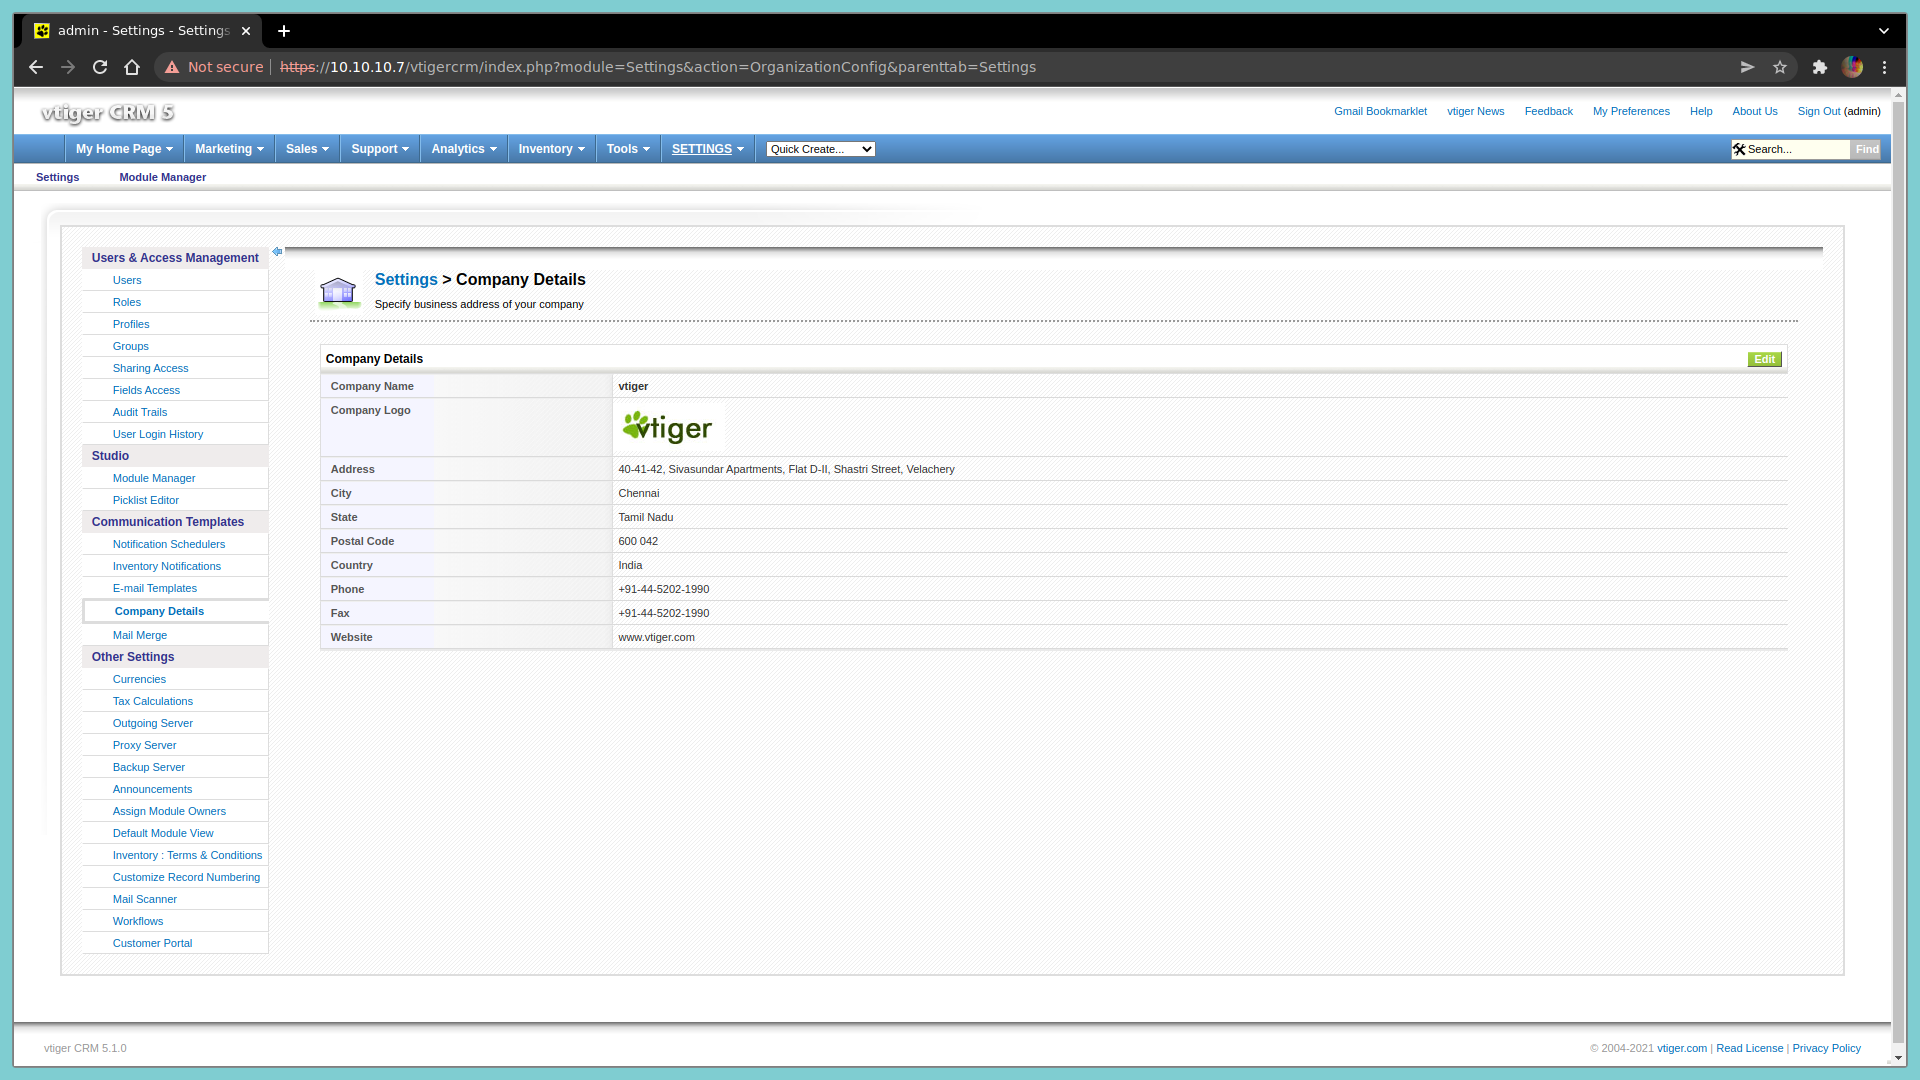 admin - Settings - Settings
Not secure | https://10.10.10.7/vtigercrm/index.php?module=Settings&action=OrganizationConfig&parenttab=Settings
vtiger CRM 5
Gmail Bookmarklet vtiger News Feedback My Preferences Help About Us Sign Out (admin)
My Home Page Marketing Sales Support Analytics Inventory Tools SETTINGS Quick Create... Search... Find
Settings Module Manager
Users & Access Management
Users
Roles
Profiles
Groups
Sharing Access
Fields Access
Audit Trails
User Login History
Studio
Module Manager
Picklist Editor
Communication Templates
Notification Schedulers
Inventory Notifications
E-mail Templates
Company Details
Mail Merge
Other Settings
Currencies
Tax Calculations
Outgoing Server
Proxy Server
Backup Server
Announcements
Assign Module Owners
Default Module View
Inventory : Terms & Conditions
Customize Record Numbering
Mail Scanner
Workflows
Customer Portal
Settings > Company Details
Specify business address of your company
Company Details Edit
Company Name vtiger
Company Logo vtiger
Address 40-41-42, Sivasundar Apartments, Flat D-II, Shastri Street, Velachery
City Chennai
State Tamil Nadu
Postal Code 600 042
Country India
Phone +91-44-5202-1990
Fax +91-44-5202-1990
Website www.vtiger.com
vtiger CRM 5.1.0 © 2004-2021 vtiger.com | Read License | Privacy Policy